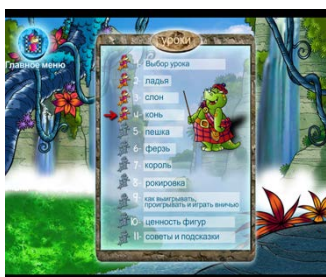 уроки
Главное меню
1 Выбор урока
2 ладья
3 слон
4 конь
5 пешка
6 ферзь
7 король
8 рокировка
9 как выигрывать,
проигрывать и играть вничью
10 ценность фигур
11 советы и подсказки